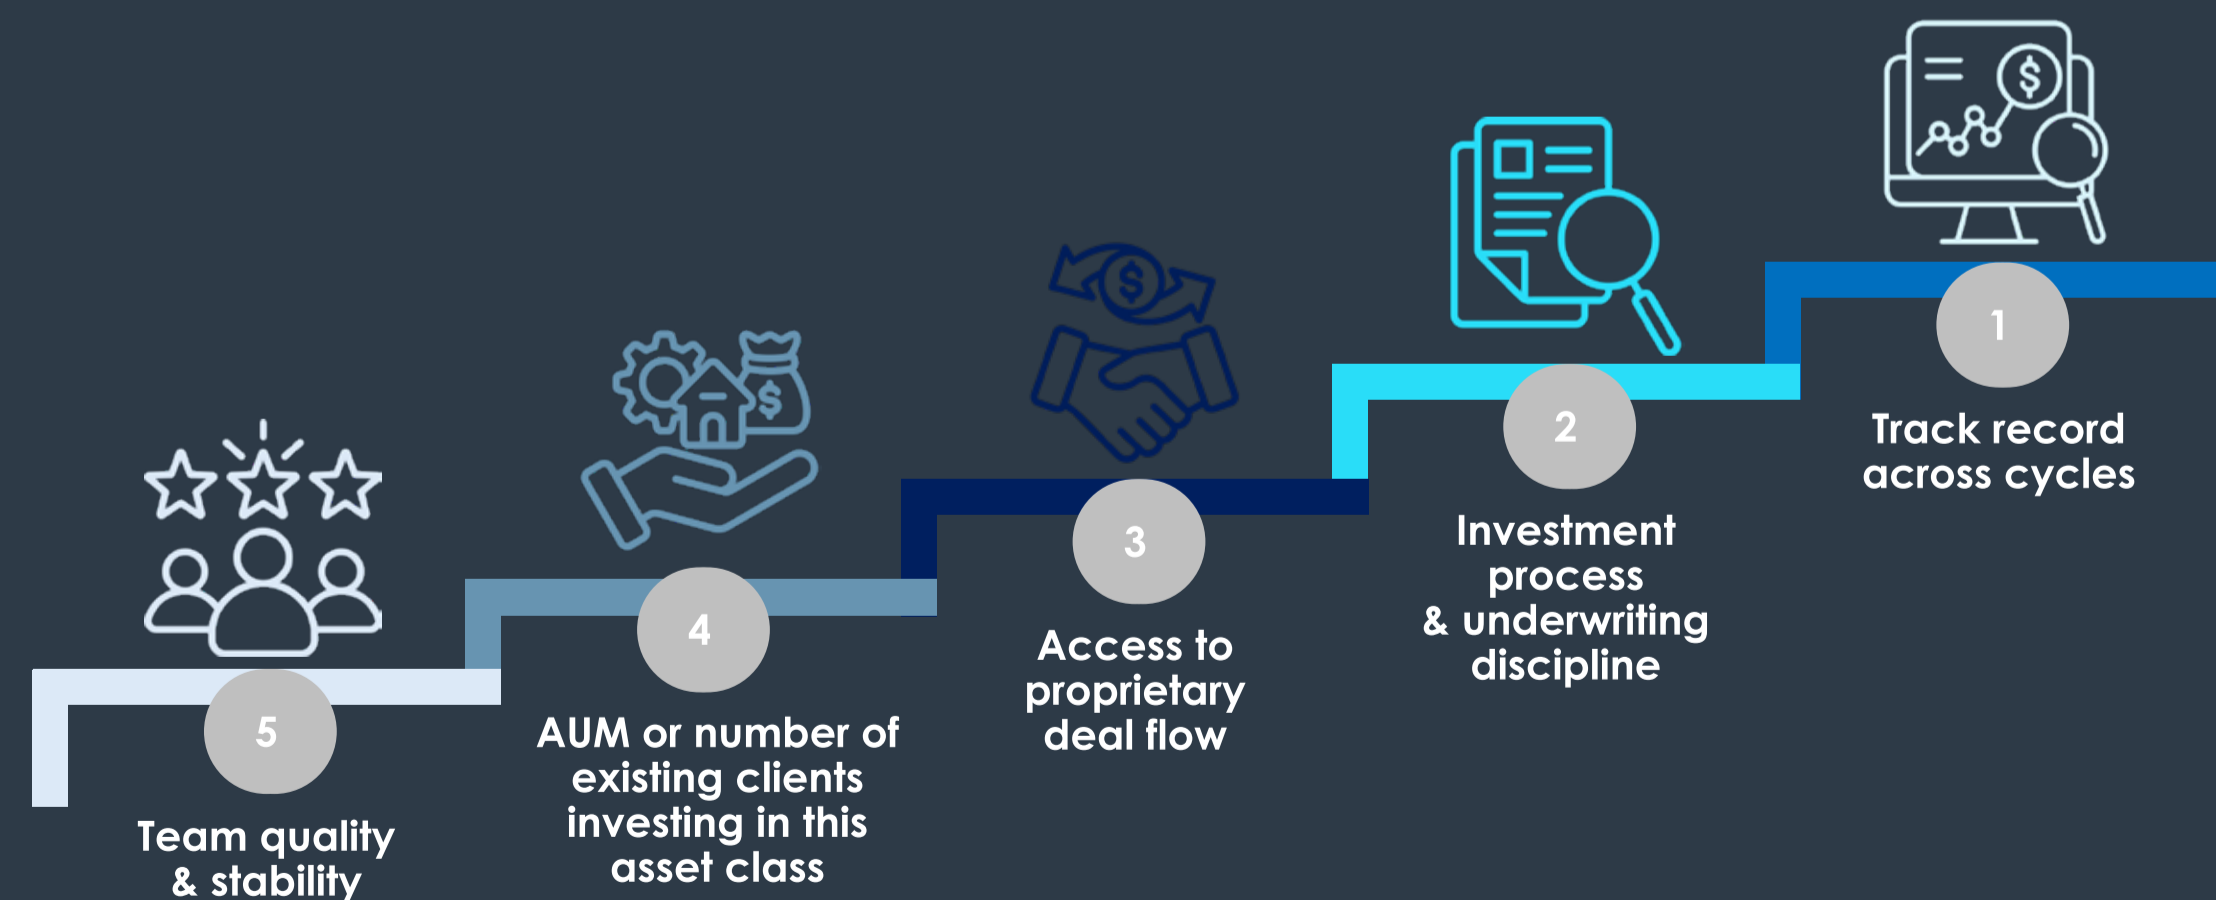 5
Team quality
& stability
4
AUM or number of
existing clients
investing in this
asset class
3
Access to
proprietary
deal flow
2
Investment
process
& underwriting
discipline
1
Track record
across cycles
$
$
$